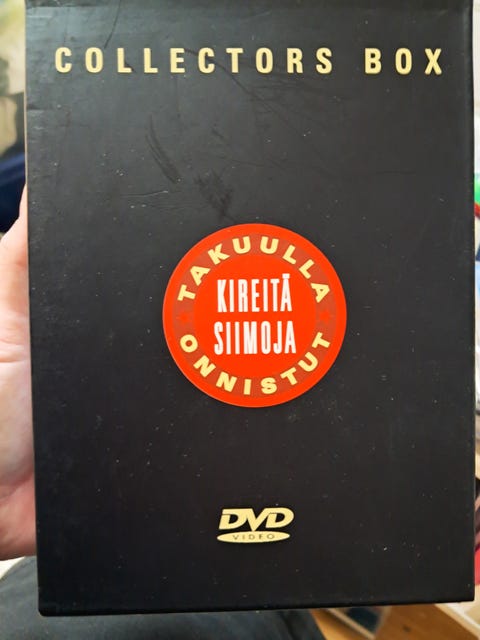 COLLECTORS BOX
TAKUULLA
KIREITÄ
SIIMOJA
ONNISTUT
DVD
VIDEO